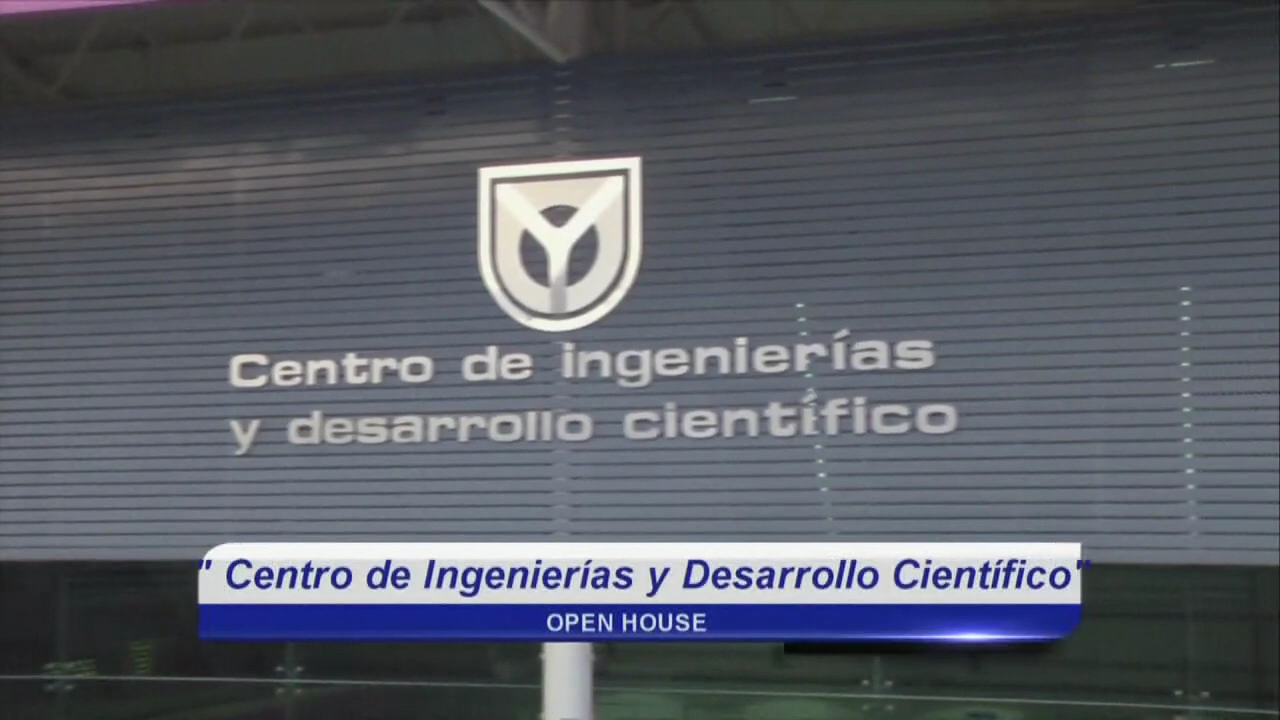 Centro de ingenierías
y desarrollo científico
" Centro de Ingenierías y Desarrollo Científico"
OPEN HOUSE